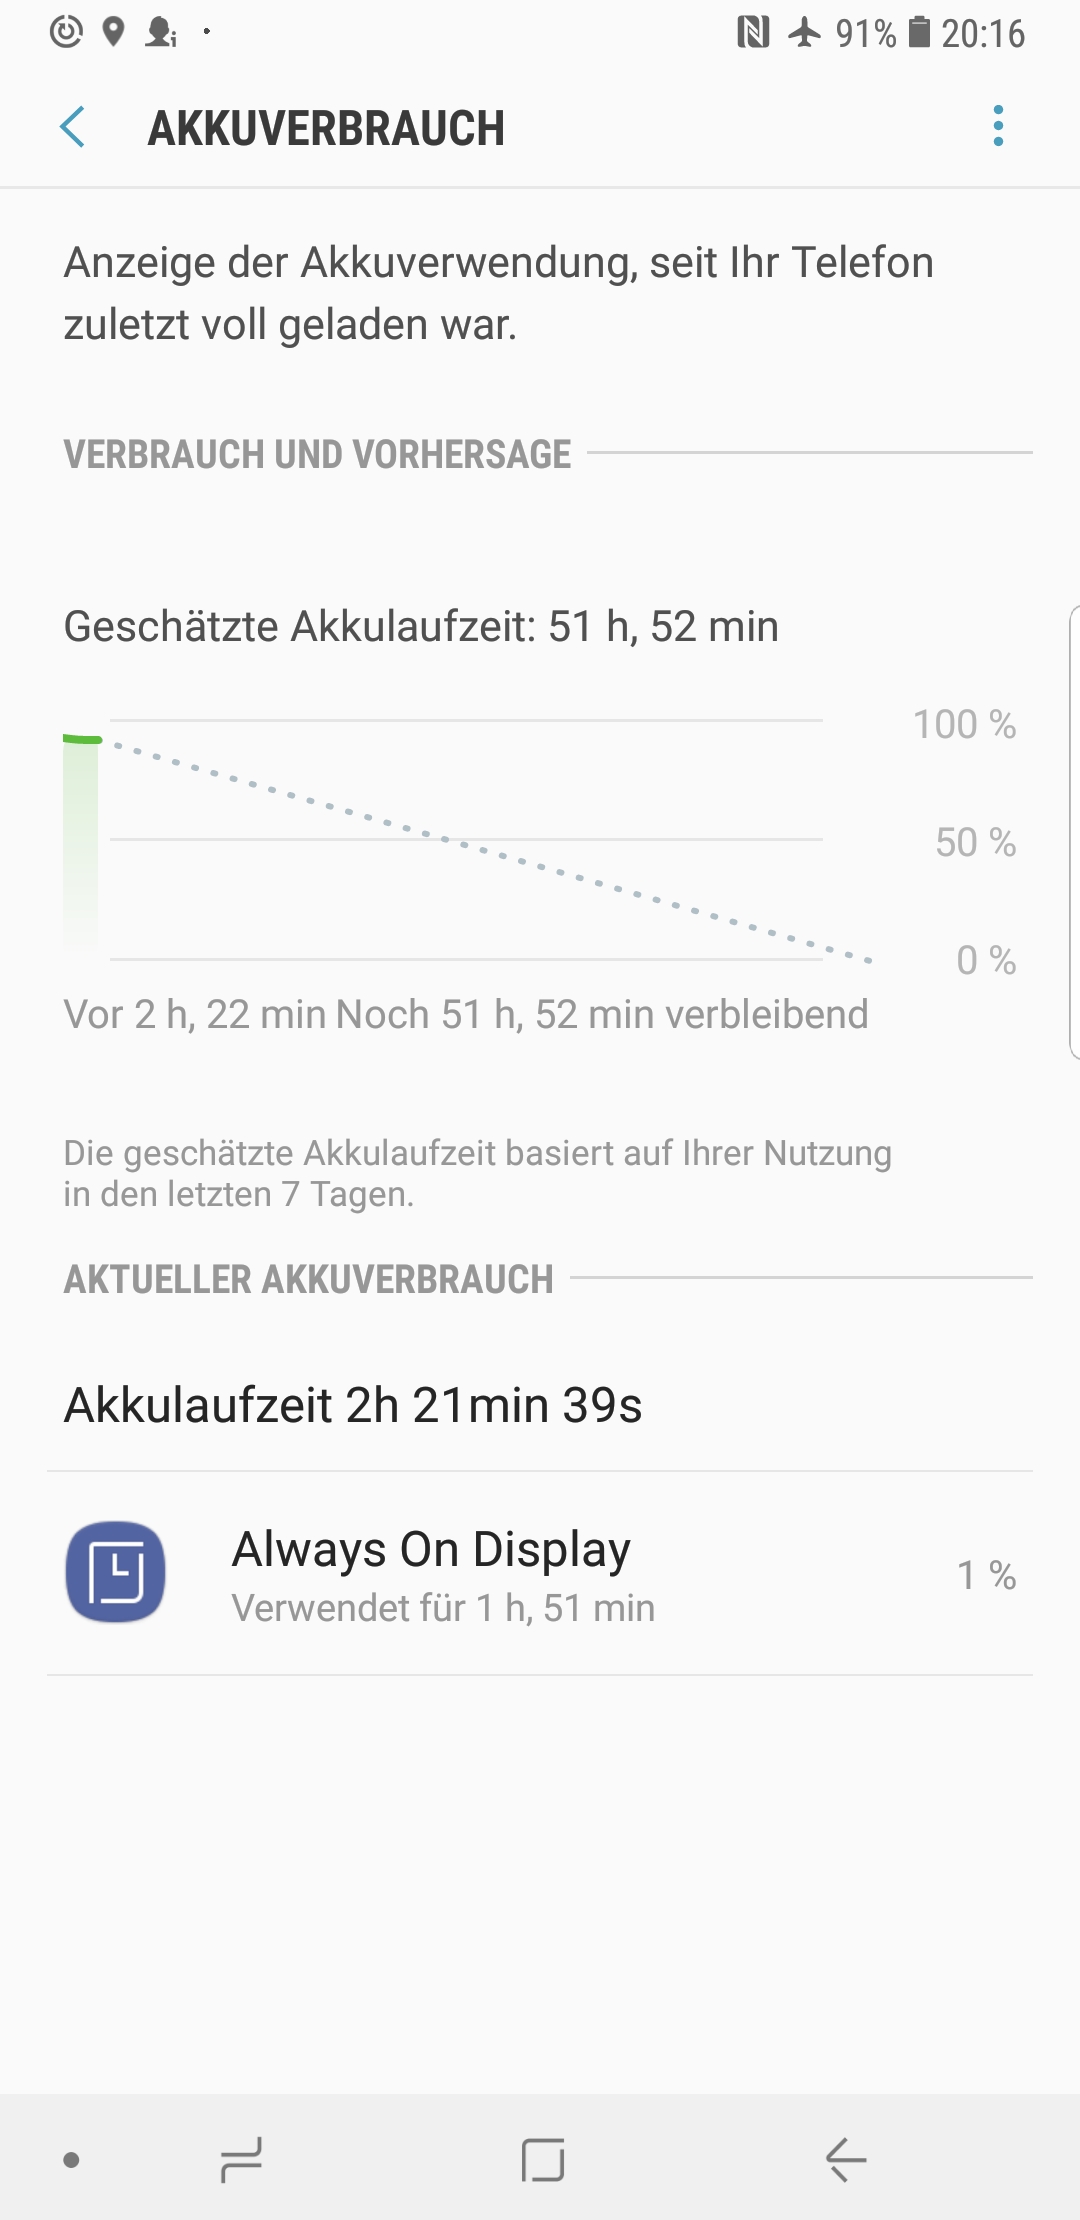 91% 20:16
AKKUVERBRAUCH
Anzeige der Akkuverwendung, seit Ihr Telefon
zuletzt voll geladen war.
VERBRAUCH UND VORHERSAGE
Geschätzte Akkulaufzeit: 51 h, 52 min
100 %
50 %
0 %
Vor 2 h, 22 min Noch 51 h, 52 min verbleibend
Die geschätzte Akkulaufzeit basiert auf Ihrer Nutzung
in den letzten 7 Tagen.
AKTUELLER AKKUVERBRAUCH
Akkulaufzeit 2h 21min 39s
Always On Display
1 %
Verwendet für 1 h, 51 min